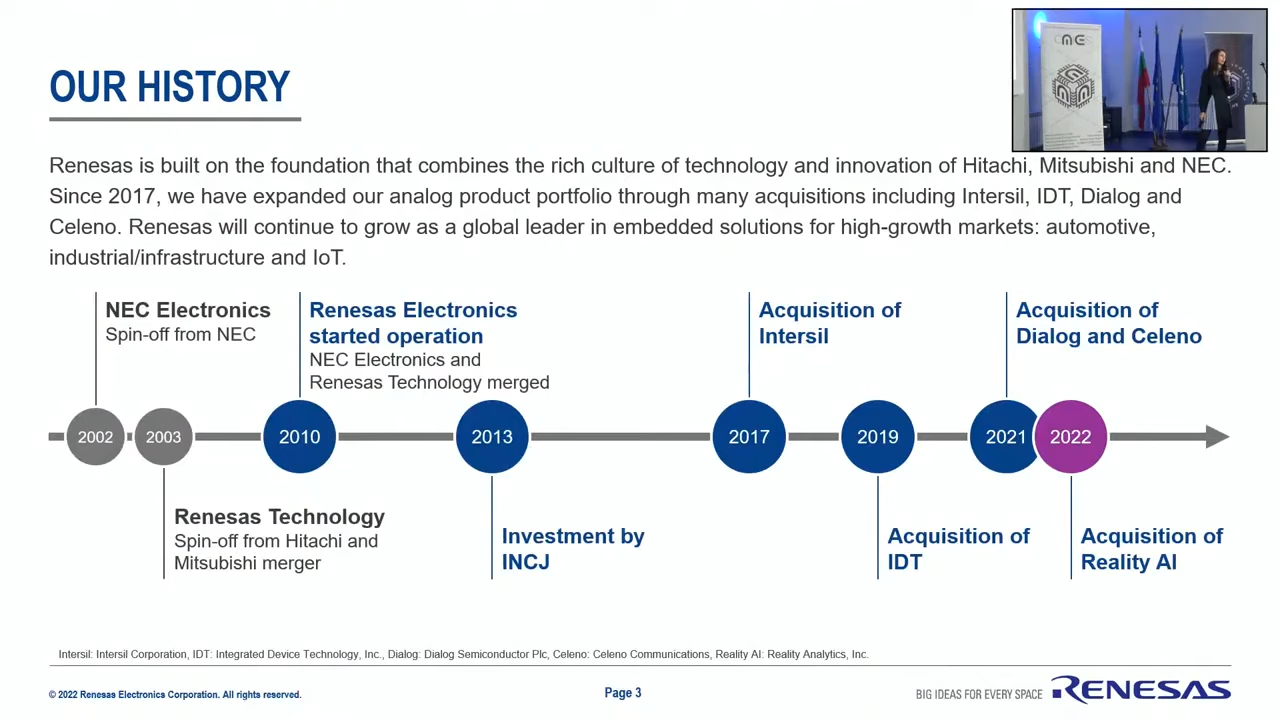 OUR HISTORY
Renesas is built on the foundation that combines the rich culture of technology and innovation of Hitachi, Mitsubishi and NEC.
Since 2017, we have expanded our analog product portfolio through many acquisitions including Intersil, IDT, Dialog and
Celeno. Renesas will continue to grow as a global leader in embedded solutions for high-growth markets: automotive,
industrial/infrastructure and IoT.
NEC Electronics
Spin-off from NEC
Renesas Electronics
started operation
NEC Electronics and
Renesas Technology merged
Acquisition of
Intersil
Acquisition of
Dialog and Celeno
2002
2003
2010
2013
2017
2019
2021
2022
Renesas Technology
Spin-off from Hitachi and
Mitsubishi merger
Investment by
INCJ
Acquisition of
IDT
Acquisition of
Reality AI
Intersil: Intersil Corporation, IDT: Integrated Device Technology, Inc., Dialog: Dialog Semiconductor Plc, Celeno: Celeno Communications, Reality AI: Reality Analytics, Inc.
© 2022 Renesas Electronics Corporation. All rights reserved.
Page 3
BIG IDEAS FOR EVERY SPACE
RENESAS